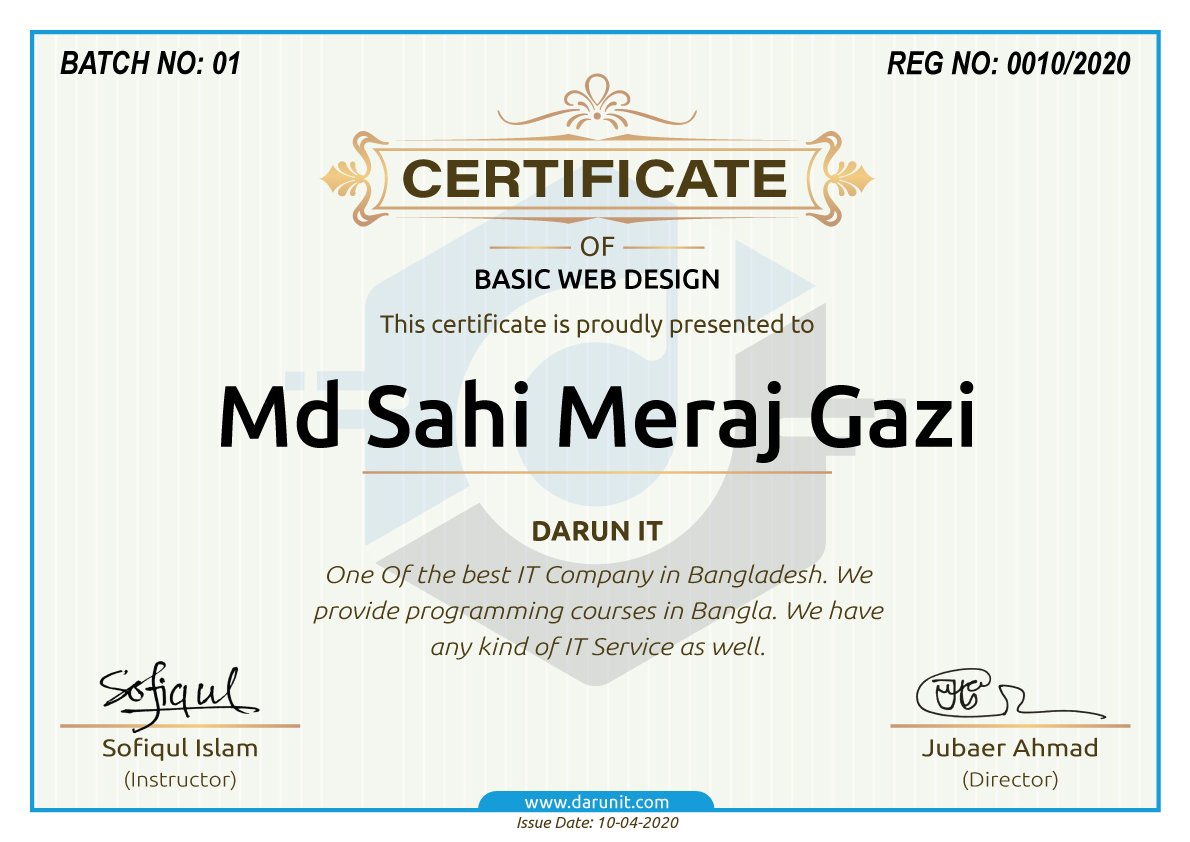 BATCH NO: 01
REG NO: 0010/2020
CERTIFICATE
OF
BASIC WEB DESIGN
This certificate is proudly presented to
Md Sahi Meraj Gazi
DARUN IT
One Of the best IT Company in Bangladesh. We
provide programming courses in Bangla. We have
any kind of IT Service as well.
Sofiqul
Sofiqul Islam
(Instructor)
Jubaer Ahmad
(Director)
www.darunit.com
Issue Date: 10-04-2020